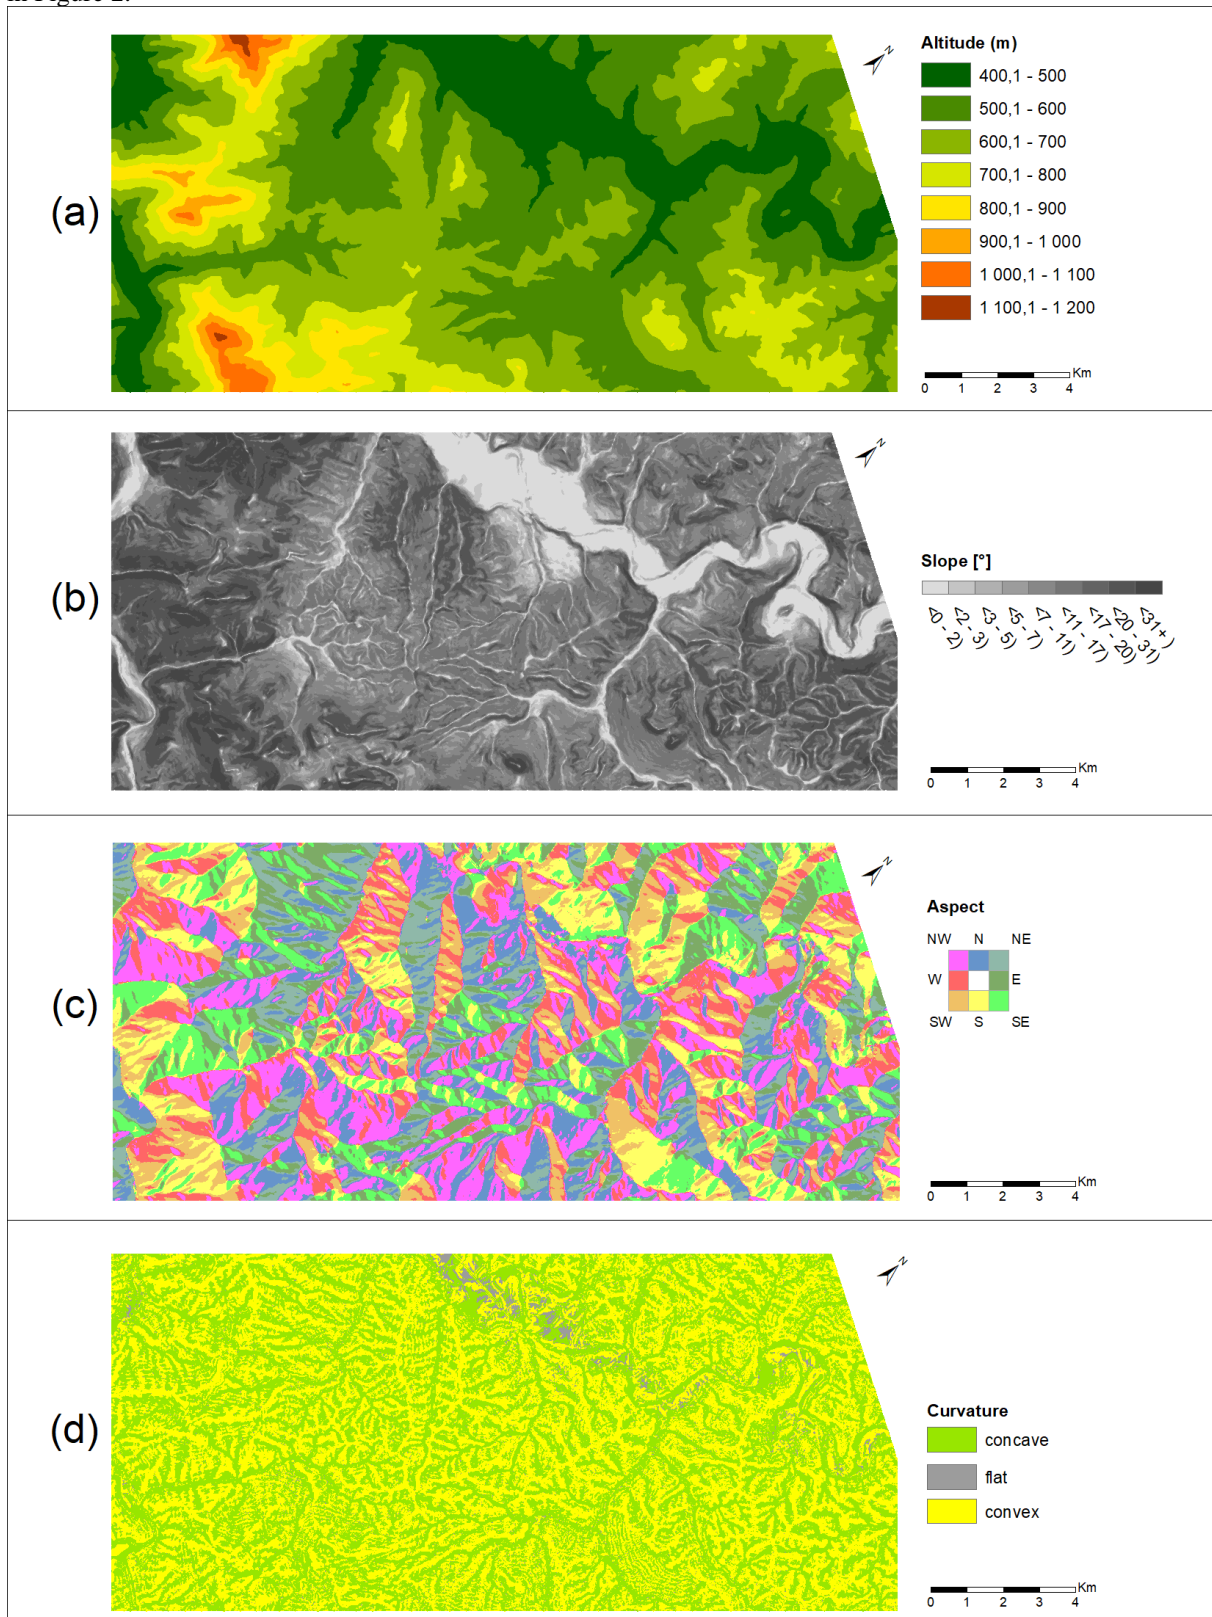 in Figure 2.
(a)
N
Altitude (m)
400,1 - 500
500,1 - 600
600,1 - 700
700,1 - 800
800,1 - 900
900,1 - 1 000
1 000,1 - 1 100
1 100,1 - 1 200
Km
0 1 2 3 4
(b)
N
Slope [°]
<0 - 2)
<2 - 3)
<3 - 5)
<5 - 7)
<7 - 11)
<11 - 17)
<17 - 20)
<20 - 31)
<31+)
Km
0 1 2 3 4
(c)
N
Aspect
NW N NE
W E
SW S SE
Km
0 1 2 3 4
(d)
N
Curvature
concave
flat
convex
Km
0 1 2 3 4